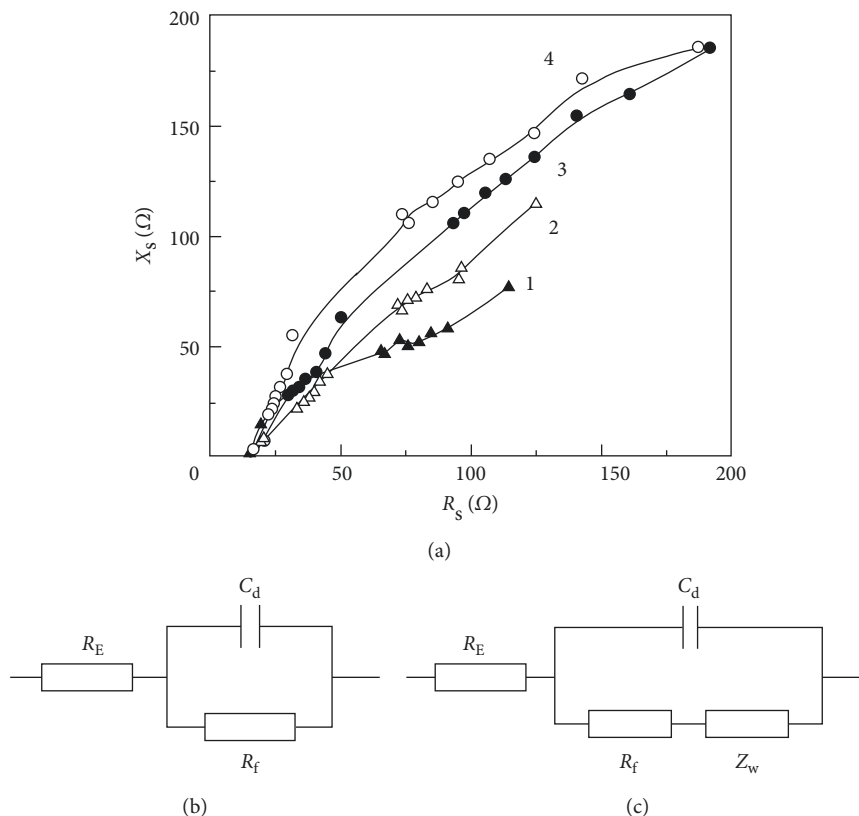 200
150
100
50
0
50
100
150
200
X_s (Ω)
R_s (Ω)
4
3
2
1
(a)
C_d
R_E
R_f
(b)
C_d
R_E
R_f
Z_w
(c)